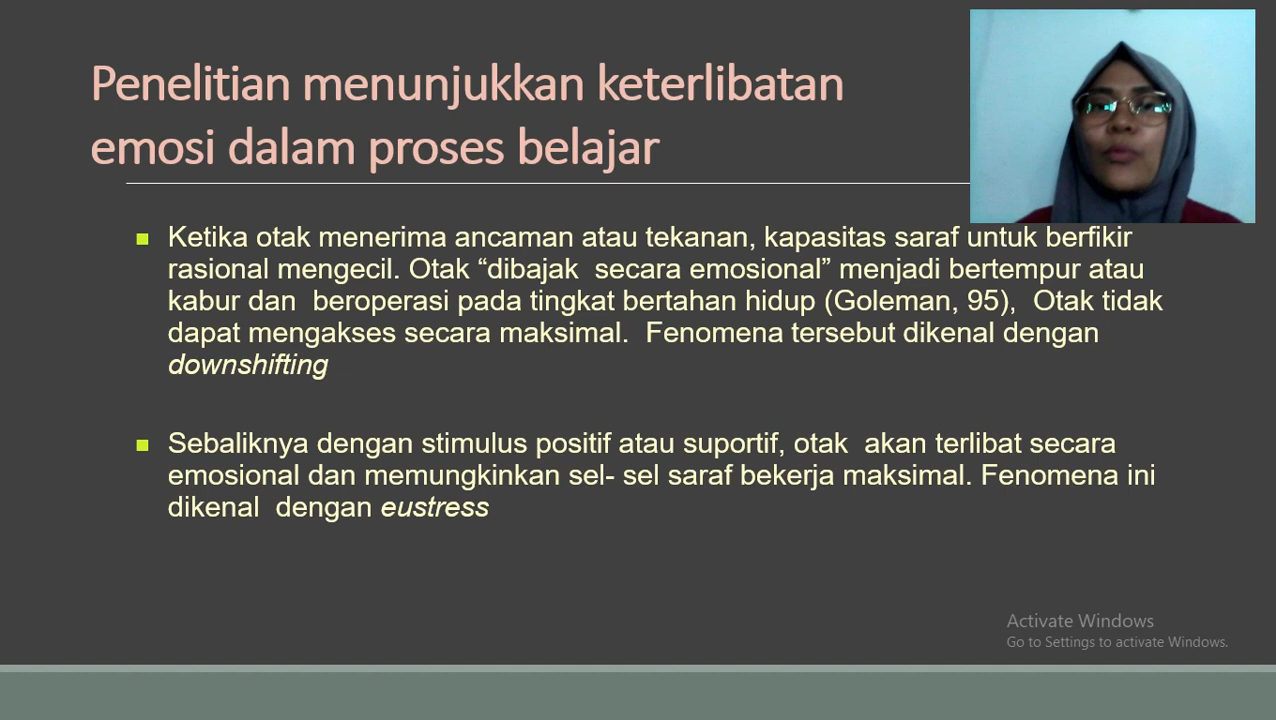 Penelitian menunjukkan keterlibatan
emosi dalam proses belajar
Ketika otak menerima ancaman atau tekanan, kapasitas saraf untuk berfikir
rasional mengecil. Otak “dibajak  secara emosional” menjadi bertempur atau
kabur dan  beroperasi pada tingkat bertahan hidup (Goleman, 95),  Otak tidak
dapat mengakses secara maksimal.  Fenomena tersebut dikenal dengan
downshifting
Sebaliknya dengan stimulus positif atau suportif, otak  akan terlibat secara
emosional dan memungkinkan sel- sel saraf bekerja maksimal. Fenomena ini
dikenal  dengan eustress
Activate Windows
Go to Settings to activate Windows.